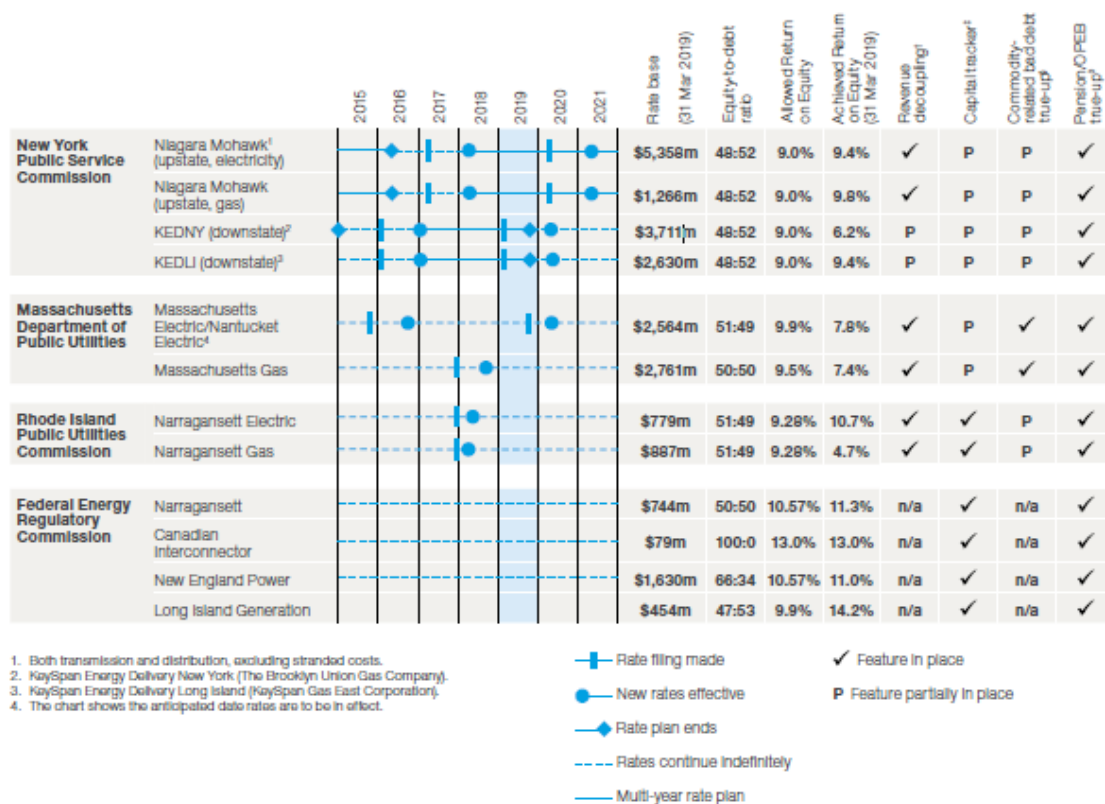 2015 2016 2017 2018 2019 2020 2021
Rate base
(31 Mar 2019)
Equity-to-debt
ratio
Allowed Return
on Equity
Achieved Return
on Equity
(31 Mar 2019)
Revenue
decoupling†
Capital tracker‡
Commodity-
related bad debt
true-up§
Pension/OPEB
true-up◊
New York
Public Service
Commission
Niagara Mohawk¹
(upstate, electricity)
$5,358m 48:52 9.0% 9.4% ✓ P P ✓
Niagara Mohawk
(upstate, gas)
$1,266m 48:52 9.0% 9.8% ✓ P P ✓
KEDNY (downstate)² $3,711m 48:52 9.0% 6.2% P P P ✓
KEDLI (downstate)³ $2,630m 48:52 9.0% 9.4% P P P ✓
Massachusetts
Department of
Public Utilities
Massachusetts
Electric/Nantucket
Electric⁴
$2,564m 51:49 9.9% 7.8% ✓ P ✓ ✓
Massachusetts Gas $2,761m 50:50 9.5% 7.4% ✓ P ✓ ✓
Rhode Island
Public Utilities
Commission
Narragansett Electric $779m 51:49 9.28% 10.7% ✓ ✓ P ✓
Narragansett Gas $887m 51:49 9.28% 4.7% ✓ ✓ P ✓
Federal Energy
Regulatory
Commission
Narragansett $744m 50:50 10.57% 11.3% n/a ✓ n/a ✓
Canadian
Interconnector
$79m 100:0 13.0% 13.0% n/a ✓ n/a ✓
New England Power $1,630m 66:34 10.57% 11.0% n/a ✓ n/a ✓
Long Island Generation $454m 47:53 9.9% 14.2% n/a ✓ n/a ✓
1. Both transmission and distribution, excluding stranded costs.
2. KeySpan Energy Delivery New York (The Brooklyn Union Gas Company).
3. KeySpan Energy Delivery Long Island (KeySpan Gas East Corporation).
4. The chart shows the anticipated date rates are to be in effect.
Rate filing made
New rates effective
Rate plan ends
Rates continue indefinitely
Multi-year rate plan
✓ Feature in place
P Feature partially in place